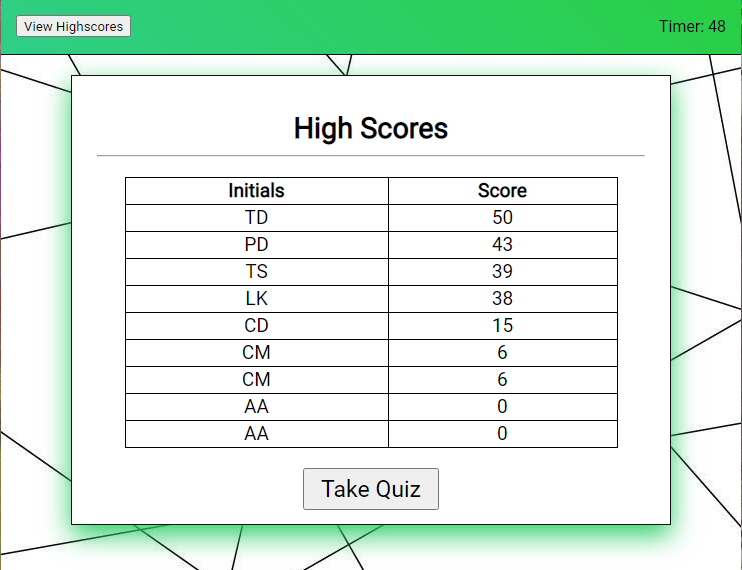 View Highscores Timer: 48
High Scores
Initials Score
TD 50
PD 43
TS 39
LK 38
CD 15
CM 6
CM 6
AA 0
AA 0
Take Quiz